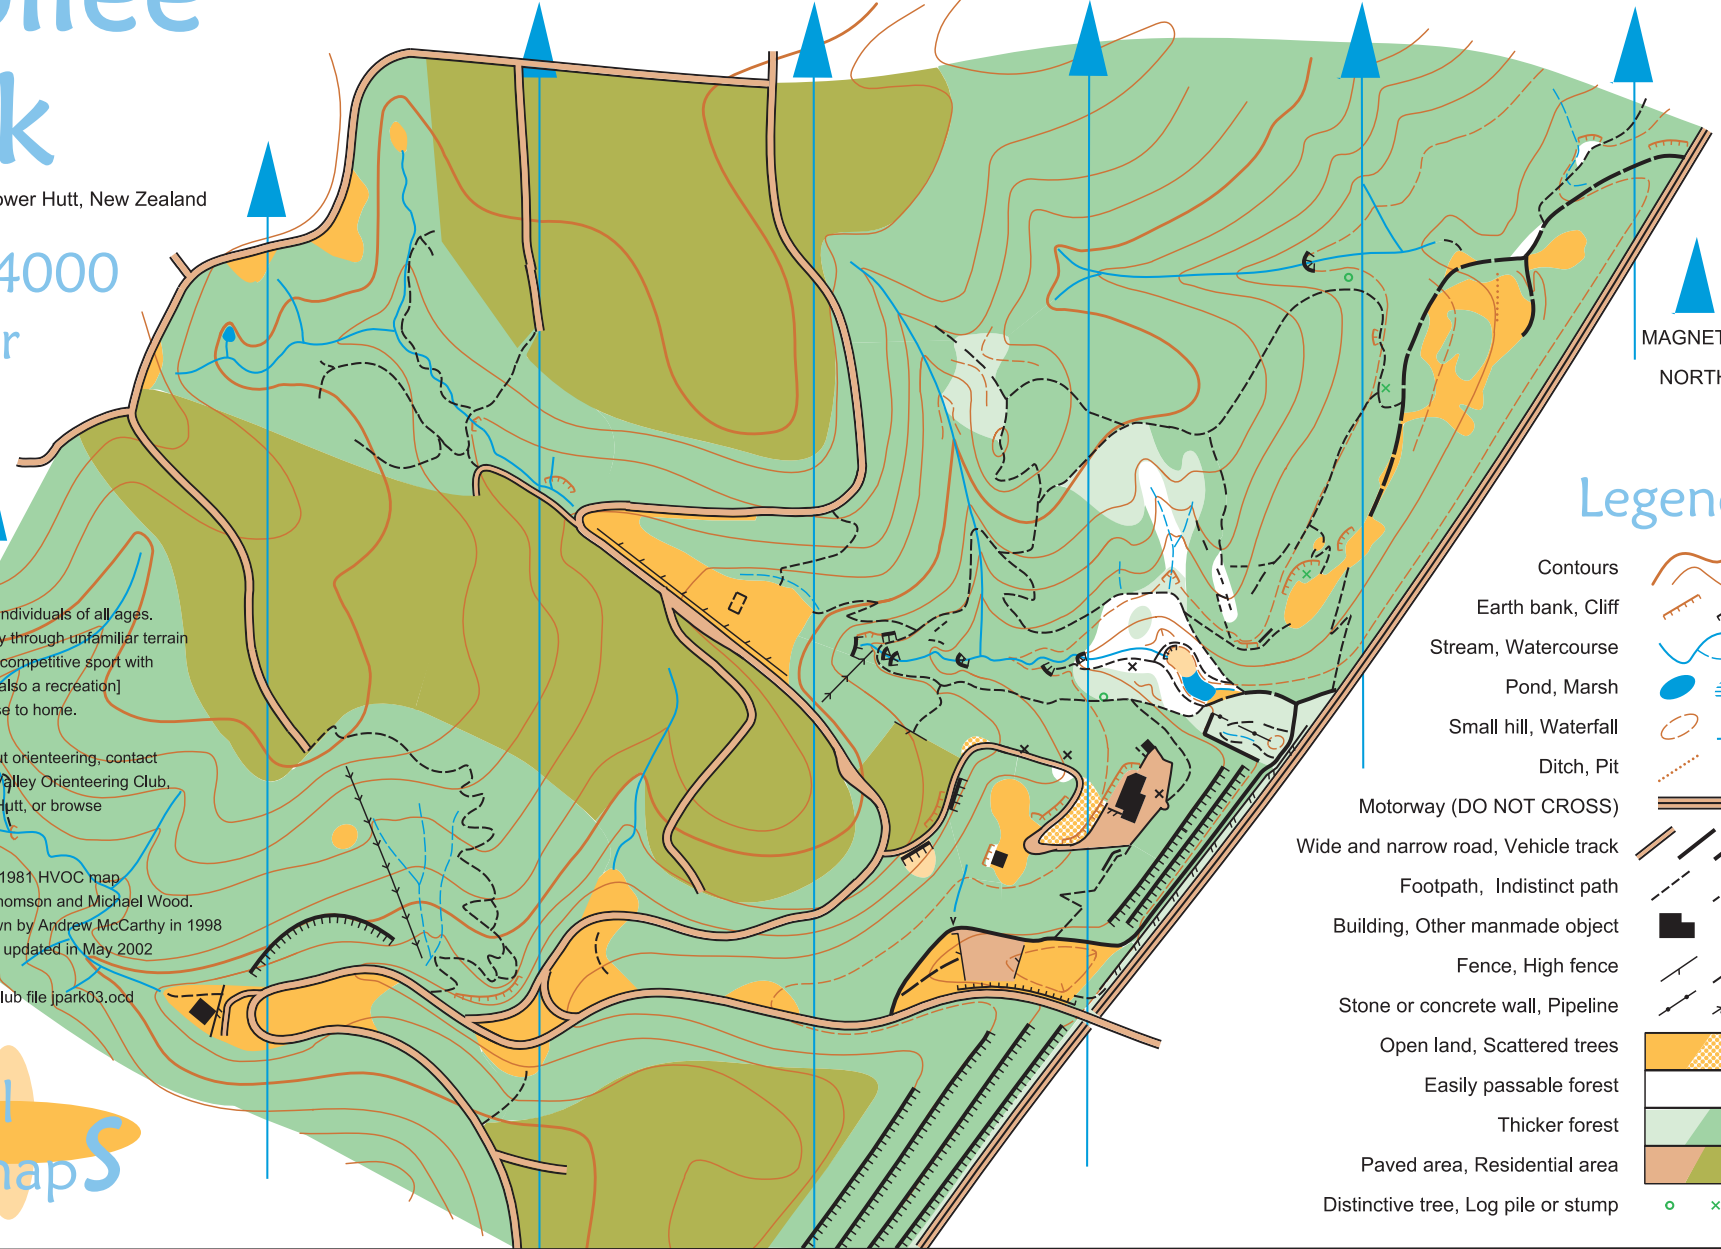 k
ower Hutt, New Zealand
4000
r
ndividuals of all ages.
y through unfamiliar terrain
competitive sport with
also a recreation]
se to home.
ut orienteering, contact
alley Orienteering Club,
Hutt, or browse
1981 HVOC map
homson and Michael Wood.
wn by Andrew McCarthy in 1998
updated in May 2002
lub file jpark03.ocd
l
maps
MAGNET
NORTH
Legen
Contours
Earth bank, Cliff
Stream, Watercourse
Pond, Marsh
Small hill, Waterfall
Ditch, Pit
Motorway (DO NOT CROSS)
Wide and narrow road, Vehicle track
Footpath, Indistinct path
Building, Other manmade object
Fence, High fence
Stone or concrete wall, Pipeline
Open land, Scattered trees
Easily passable forest
Thicker forest
Paved area, Residential area
Distinctive tree, Log pile or stump